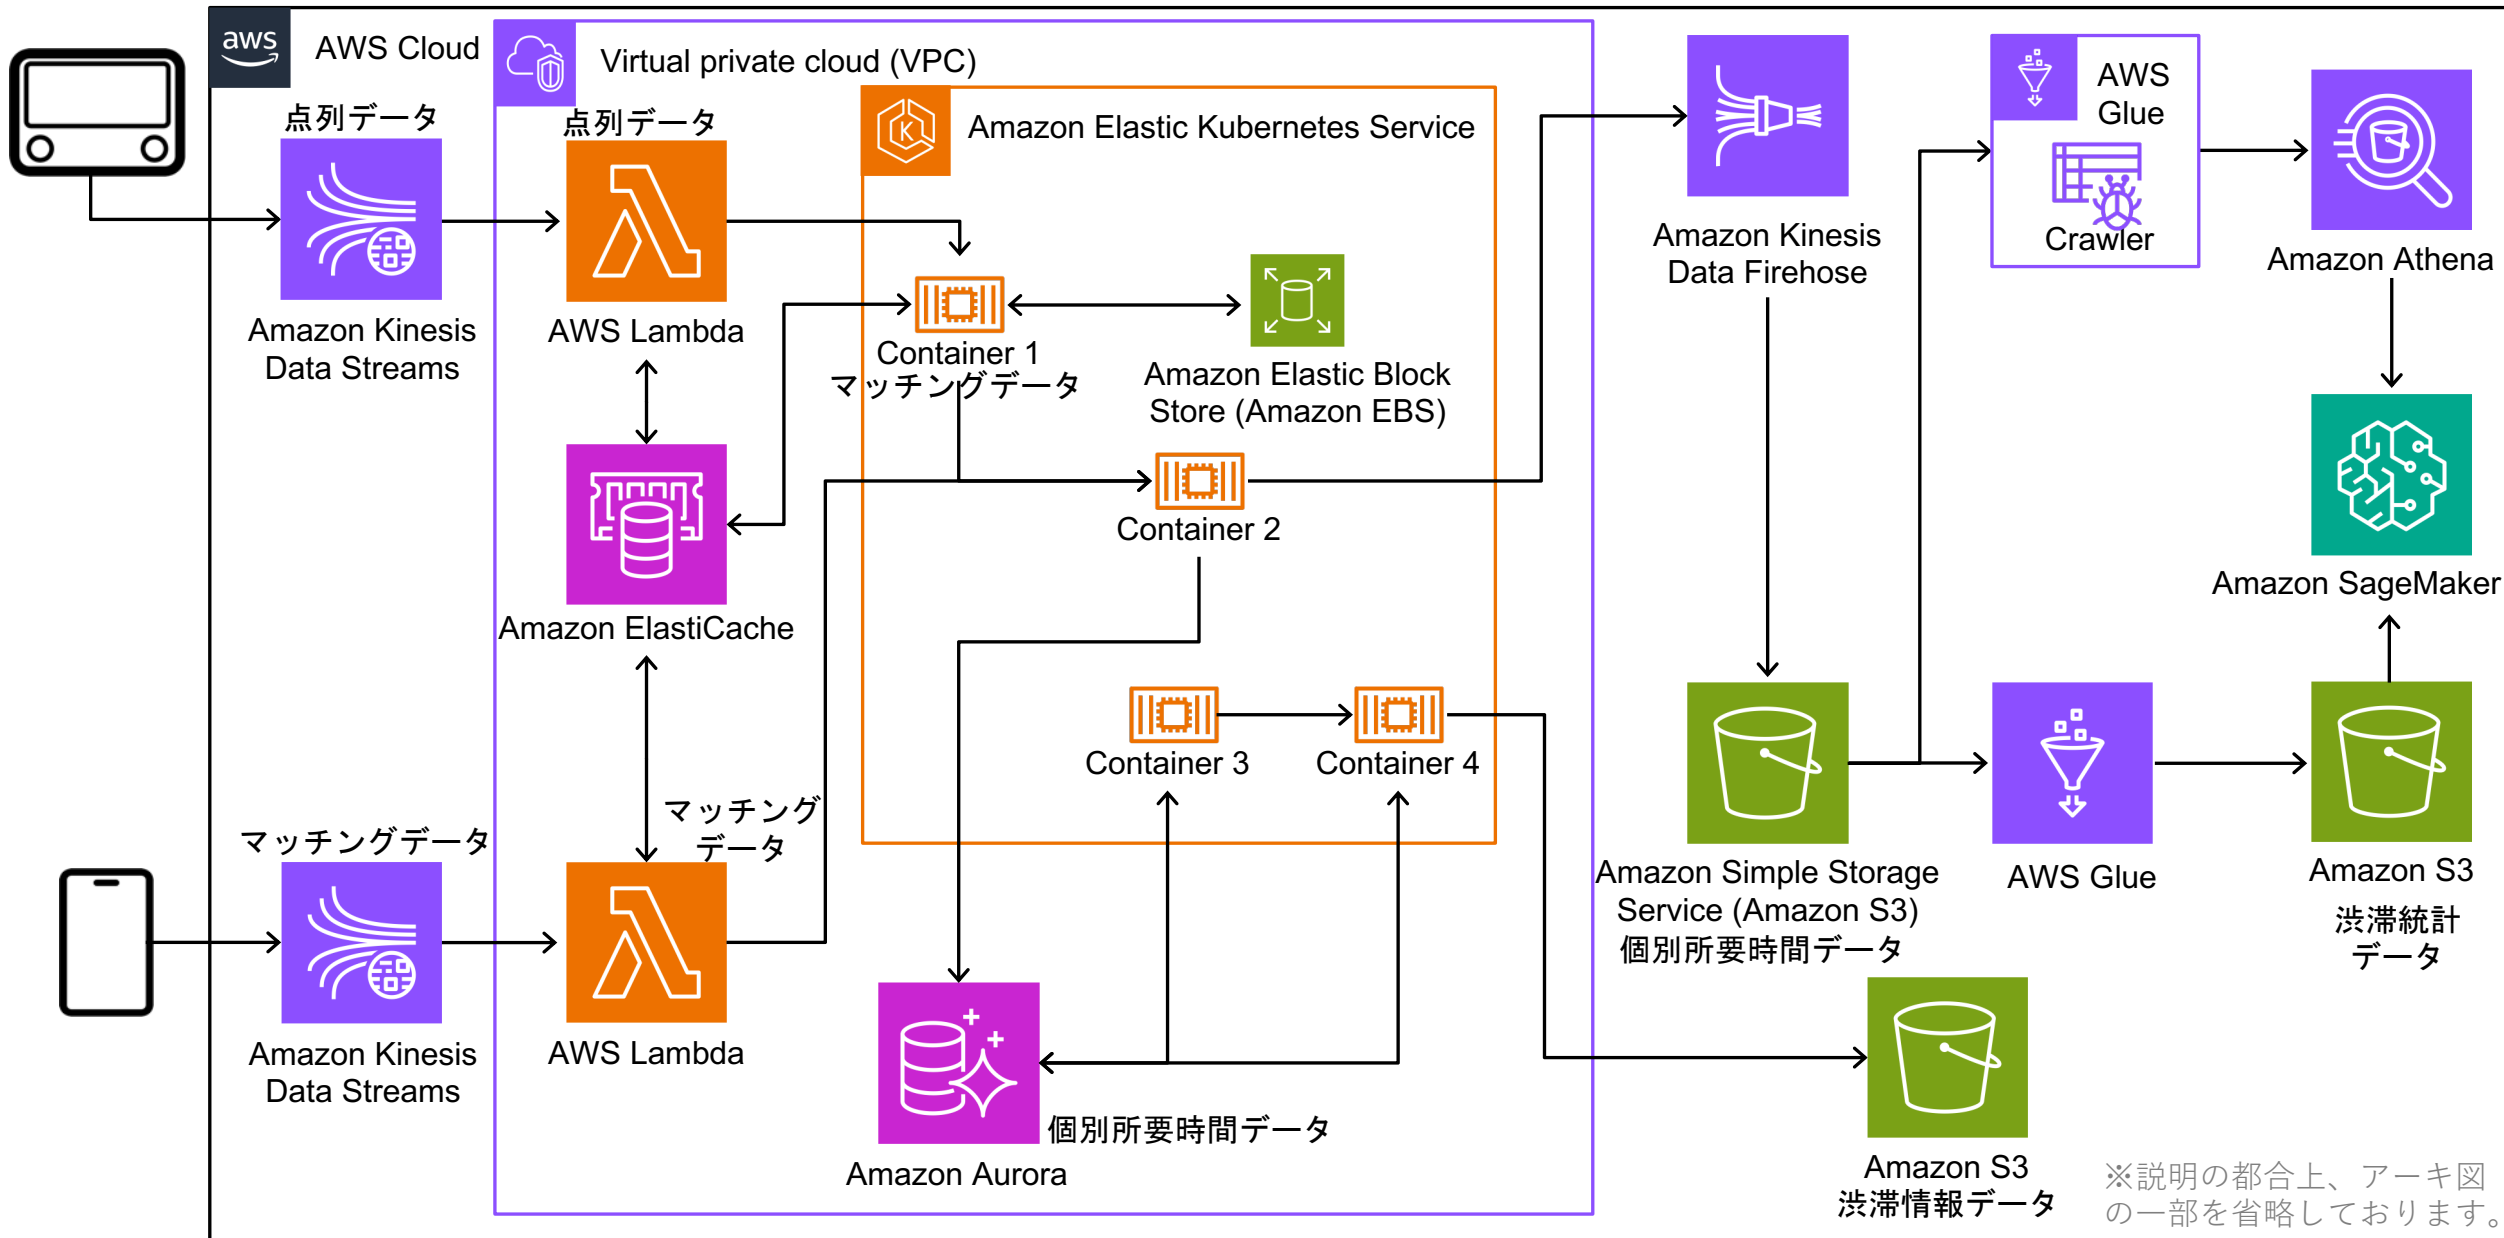 aws
AWS Cloud
Virtual private cloud (VPC)
点列データ
Amazon Kinesis
Data Streams
点列データ
AWS Lambda
K
Amazon Elastic Kubernetes Service
Container 1
マッチングデータ
Amazon Elastic Block
Store (Amazon EBS)
Container 2
Amazon ElastiCache
Container 3
Container 4
マッチングデータ
Amazon Kinesis
Data Streams
マッチング
データ
AWS Lambda
個別所要時間データ
Amazon Aurora
Amazon Kinesis
Data Firehose
AWS
Glue
Crawler
Amazon Athena
Amazon SageMaker
Amazon Simple Storage
Service (Amazon S3)
個別所要時間データ
AWS Glue
Amazon S3
渋滞統計
データ
Amazon S3
渋滞情報データ
※説明の都合上、アーキ図
の一部を省略しております。